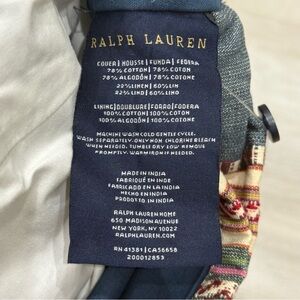 RALPH LAUREN
COVER | HOUSSE | FUNDA | FEDERA
78% COTTON | 78% COTON
78% ALGODÓN | 78% COTONE
22% LINEN | 22% LIN
22% LINO | 22% LINO
LINING | DOUBLURE | FORRO | FODERA
100% COTTON | 100% COTON
100% ALGODÓN | 100% COTONE
MACHINE WASH COLD GENTLE CYCLE.
WASH SEPARATELY. ONLY NON-CHLORINE BLEACH
WHEN NEEDED. TUMBLE DRY LOW. REMOVE
PROMPTLY. WARM IRON IF NEEDED.
MADE IN INDIA
FABRIQUÉ EN INDE
FABRICADO EN LA INDIA
HECHO EN INDIA
PRODOTTO IN INDIA
RALPH LAUREN HOME
650 MADISON AVENUE
NEW YORK, NY 10022
RALPHLAUREN.COM
RN 41381 | CA56658
200012853